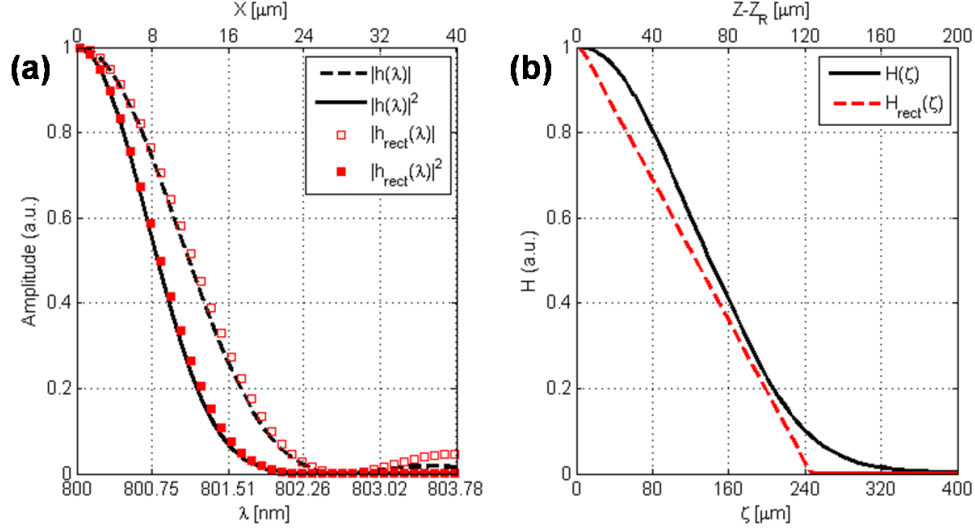 (a)
X [μm]
0 8 16 24 32 40
Amplitude (a.u.)
1
0.8
0.6
0.4
0.2
0
|h(λ)|
|h(λ)|²
|h_rect(λ)|
|h_rect(λ)|²
800 800.75 801.51 802.26 803.02 803.78
λ [nm]
(b)
Z-Z_R [μm]
0 40 80 120 160 200
H (a.u.)
1
0.8
0.6
0.4
0.2
0
H(ζ)
H_rect(ζ)
0 80 160 240 320 400
ζ [μm]